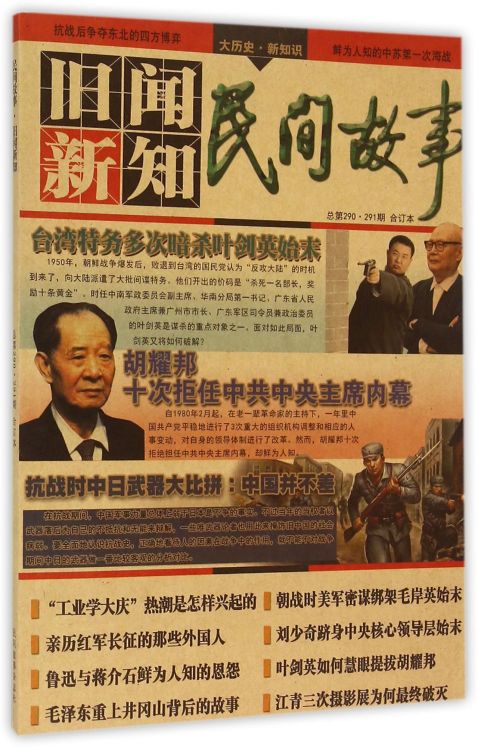 抗战后争夺东北的四方博弈
大历史·新知识
鲜为人知的中苏第一次海战
旧闻
新知
民间故事
总第290·291期 合订本
民间故事·旧闻新知
台湾特务多次暗杀叶剑英始末
1950年，朝鲜战争爆发后，败退到台湾的国民党认为“反攻大陆”的时机
到来了，向大陆派遣了大批间谍特务。他们开出的价码是“杀死一名部长，奖
励十条黄金”。时任中南军政委员会副主席、华南分局第一书记、广东省人民
政府主席兼广州市市长、广东军区司令员兼政治委员
的叶剑英是谋杀的重点对象之一。面对如此局面，叶
剑英又将如何破解？
胡耀邦
十次拒任中共中央主席内幕
自1980年2月起，在老一辈革命家的主持下，一年里中
国共产党平稳地进行了3次重大的组织机构调整和相应的人
事变动，对自身的领导体制进行了改革。然而，胡耀邦十次
拒绝担任中共中央主席，却鲜为人知。
抗战时中日武器大比拼：中国并不差
“工业学大庆”热潮是怎样兴起的
朝战时美军密谋绑架毛岸英始末
亲历红军长征的那些外国人
刘少奇跻身中央核心领导层始末
鲁迅与蒋介石鲜为人知的恩怨
叶剑英如何慧眼提拔胡耀邦
毛泽东重上井冈山背后的故事
江青三次摄影展为何最终破灭